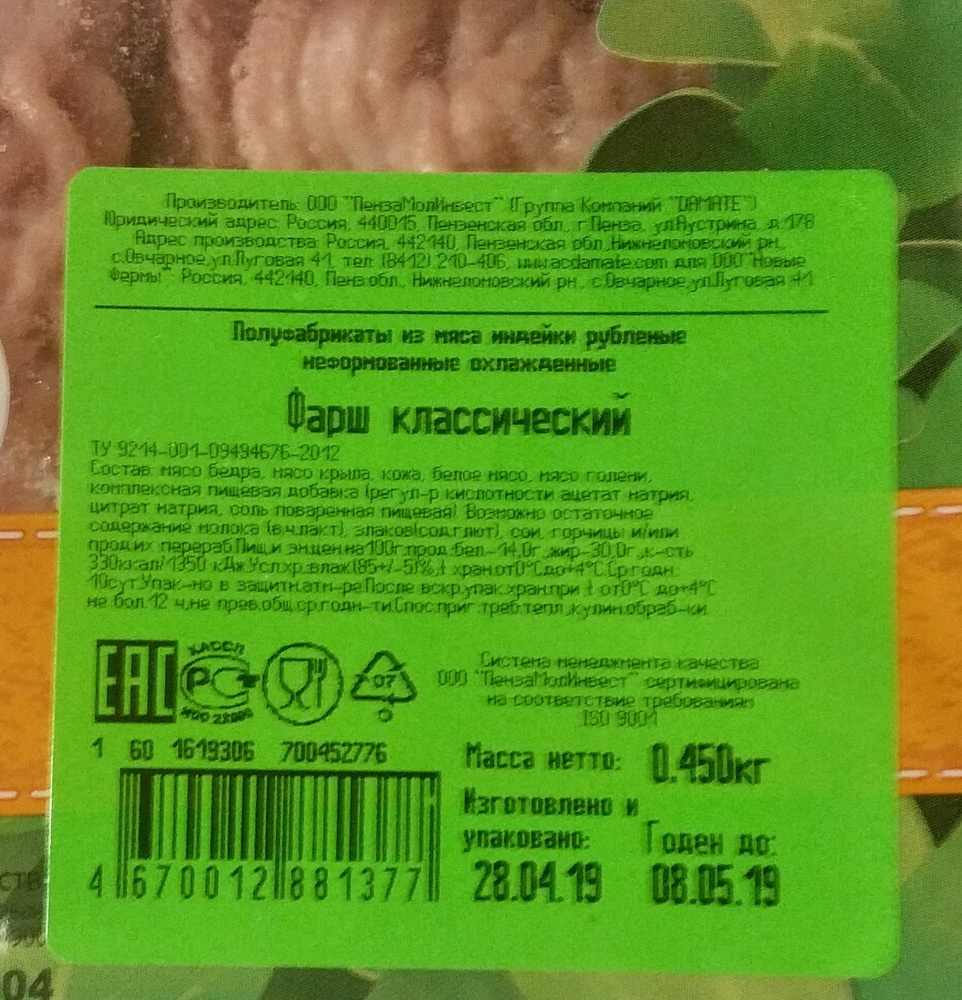 Производитель: ООО "ПензаМолИнвест" (Группа Компаний "DAMATE")
Юридический адрес: Россия, 440015, Пензенская обл., г.Пенза, ул.Аустрина, д.178
Адрес производства: Россия, 442140, Пензенская обл.,Нижнеломовский рн.,
с.Овчарное,ул.Луговая 41, тел: (8412) 210-406, www.acdamate.com для ООО"Новые
Фермы": Россия, 442140, Пенз.обл., Нижнеломовский рн., с.Овчарное,ул.Луговая 41
Полуфабрикаты из мяса индейки рубленые
неформованные охлажденные
Фарш классический
ТУ 9214-001-09494676-2012
Состав: мясо бедра, мясо крыла, кожа, белое мясо, мясо голени,
комплексная пищевая добавка (регул-р кислотности ацетат натрия,
цитрат натрия, соль поваренная пищевая) Возможно остаточное
содержание молока (в.ч.лакт), злаков(сод.глют), сои, горчицы и/или
прод.их перераб.Пищ.и эн.цен.на100г.прод:бел.-14,0г.,жир-30,0г.,к-сть
330ккал/1350 кДж.Усл.хр.:влаж.(85+/-5)%,t хран.от0°Cдо+4°C.Ср.годн:
10сут.Упак-но в защитн.атм-ре.После вскр.упак.хран.при t от0°C до+4°C
не бол.12 ч,не прев.общ.ср.годн-ти.Спос.приг.:треб.тепл.,кулин.обраб-ки.
EAC
ХАССП
РС
ИСО 22000
07
Система менеджмента качества
ООО "ПензаМолИнвест" сертифицирована
на соответствие требованиям
ISO 9001
1 60 1619306 700452776
Масса нетто: 0.450кг
Изготовлено и
упаковано: Годен до:
28.04.19 08.05.19
4 670012 881377
04